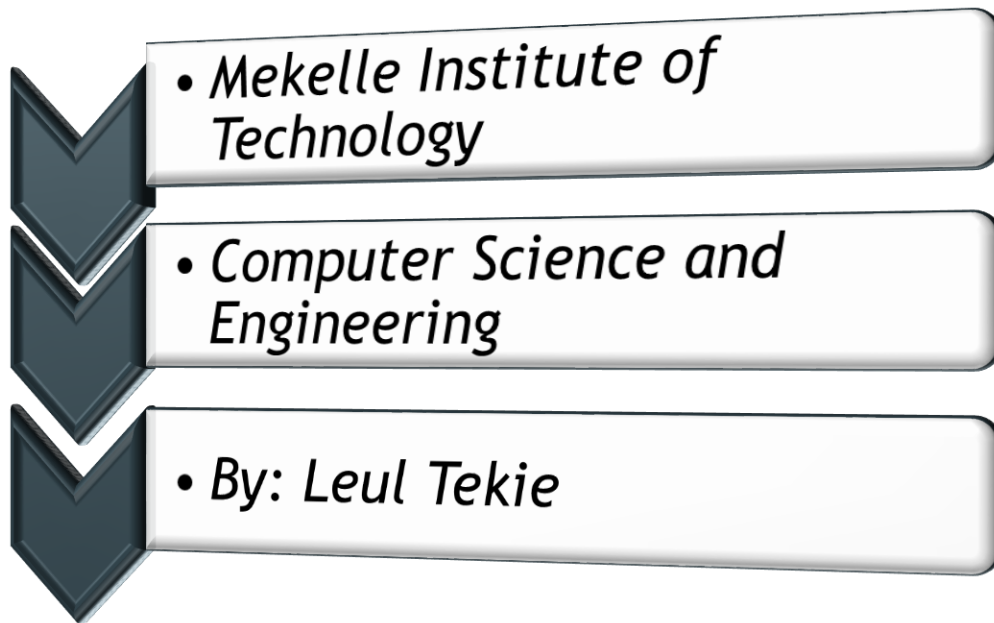 • Mekelle Institute of
Technology
• Computer Science and
Engineering
• By: Leul Tekie